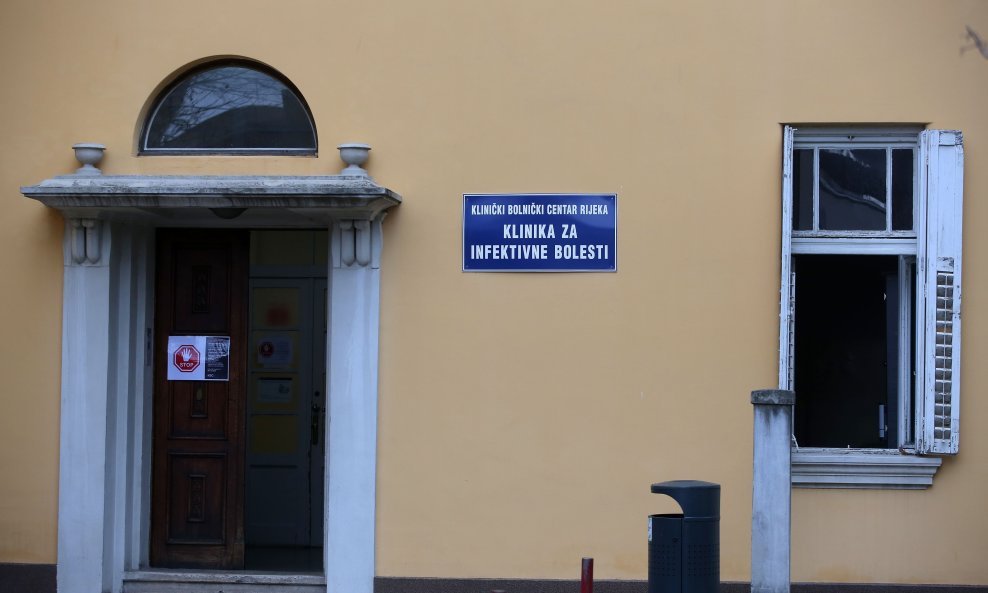 KLINIČKI BOLNIČKI CENTAR RIJEKA
KLINIKA ZA
INFEKTIVNE BOLESTI
STOP